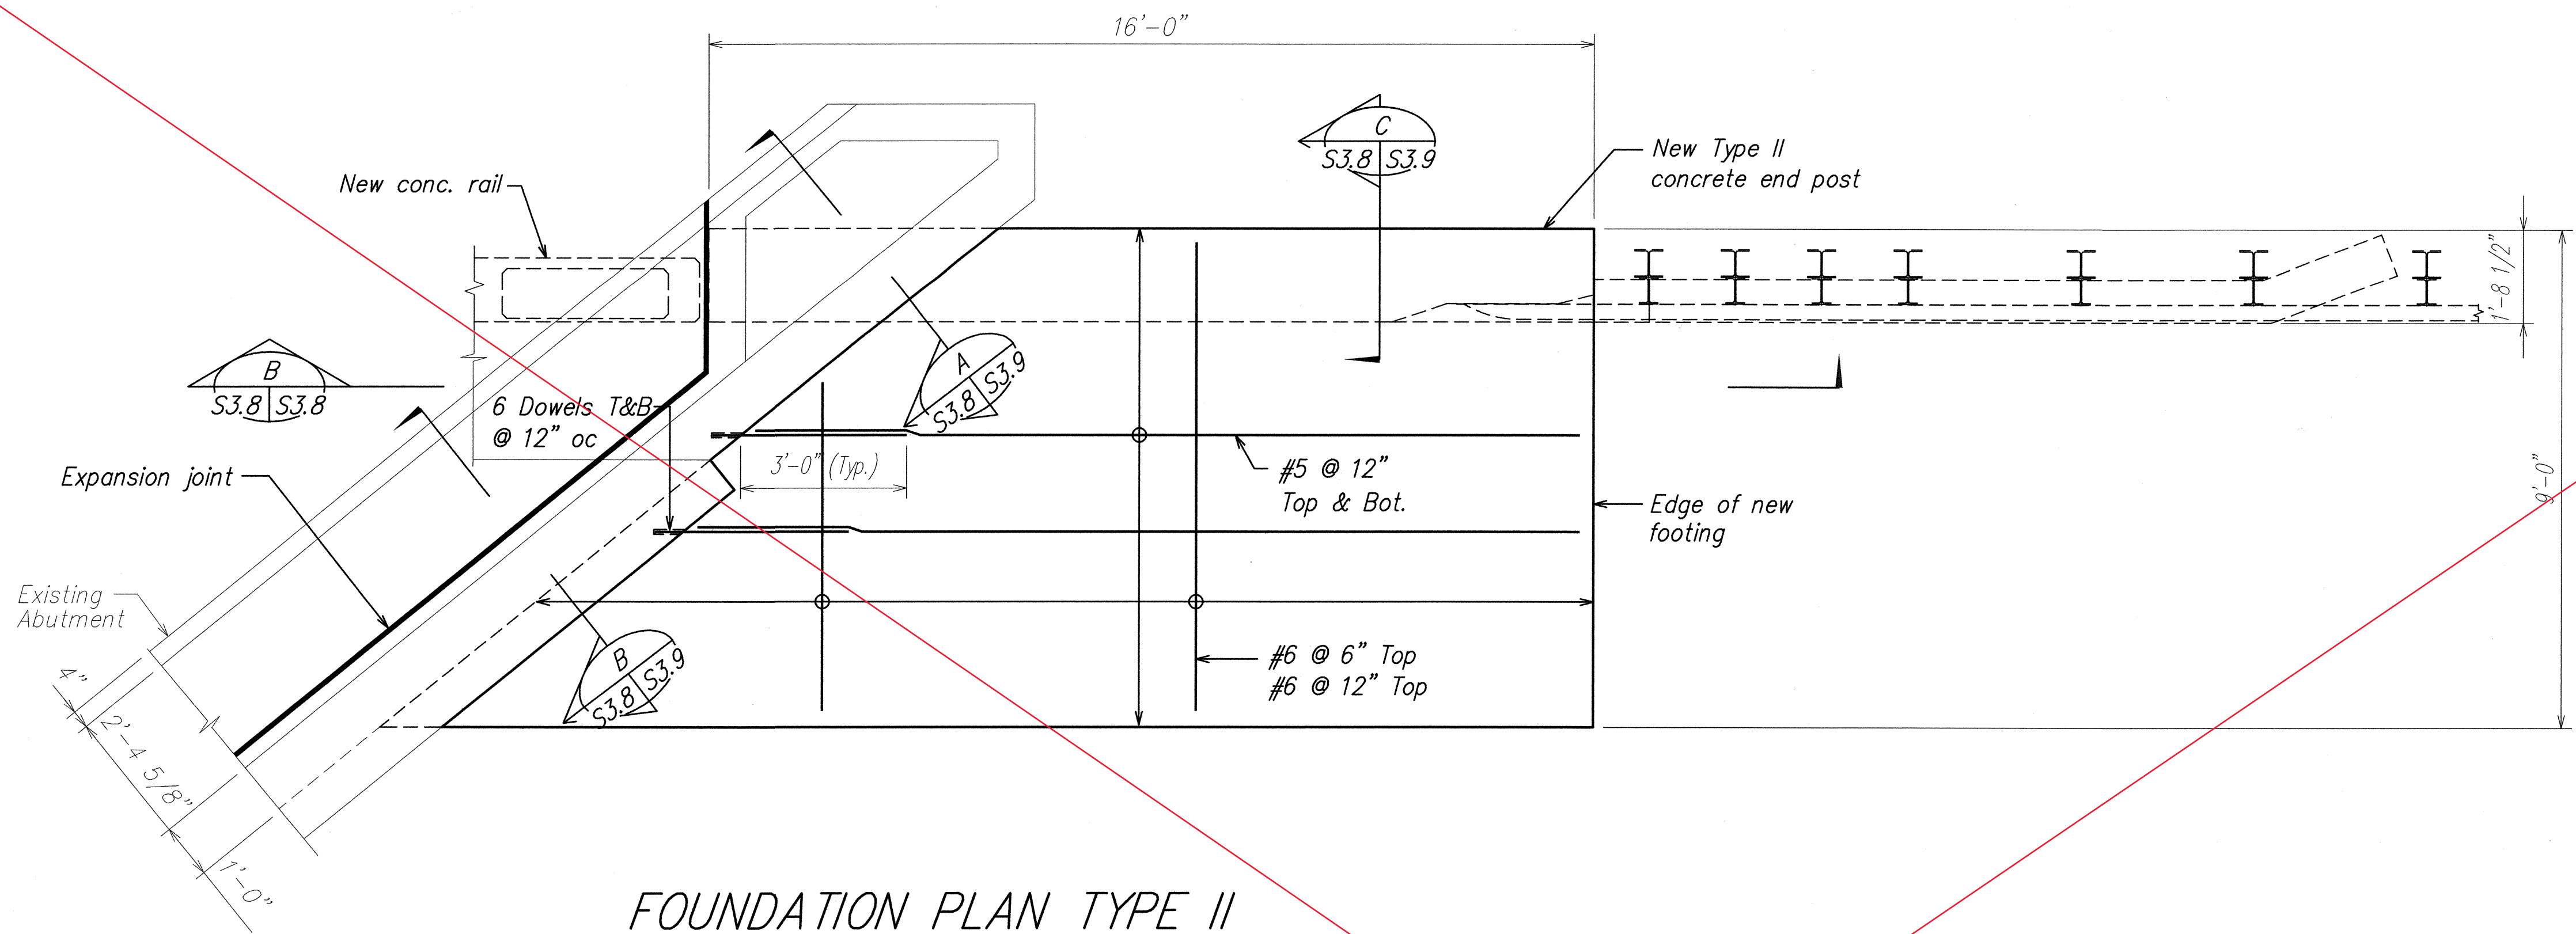 16'-0"
C
S3.8 S3.9
New Type II
concrete end post
New conc. rail
1'-8 1/2"
A
S3.8 S3.9
B
S3.8 S3.8
6 Dowels T&B
@ 12" oc
3'-0" (Typ.)
#5 @ 12"
Top & Bot.
Expansion joint
Edge of new
footing
9'-0"
Existing
Abutment
B
S3.8 S3.9
#6 @ 6" Top
#6 @ 12" Top
4"
2'-4 5/8"
1'-0"
FOUNDATION PLAN TYPE II